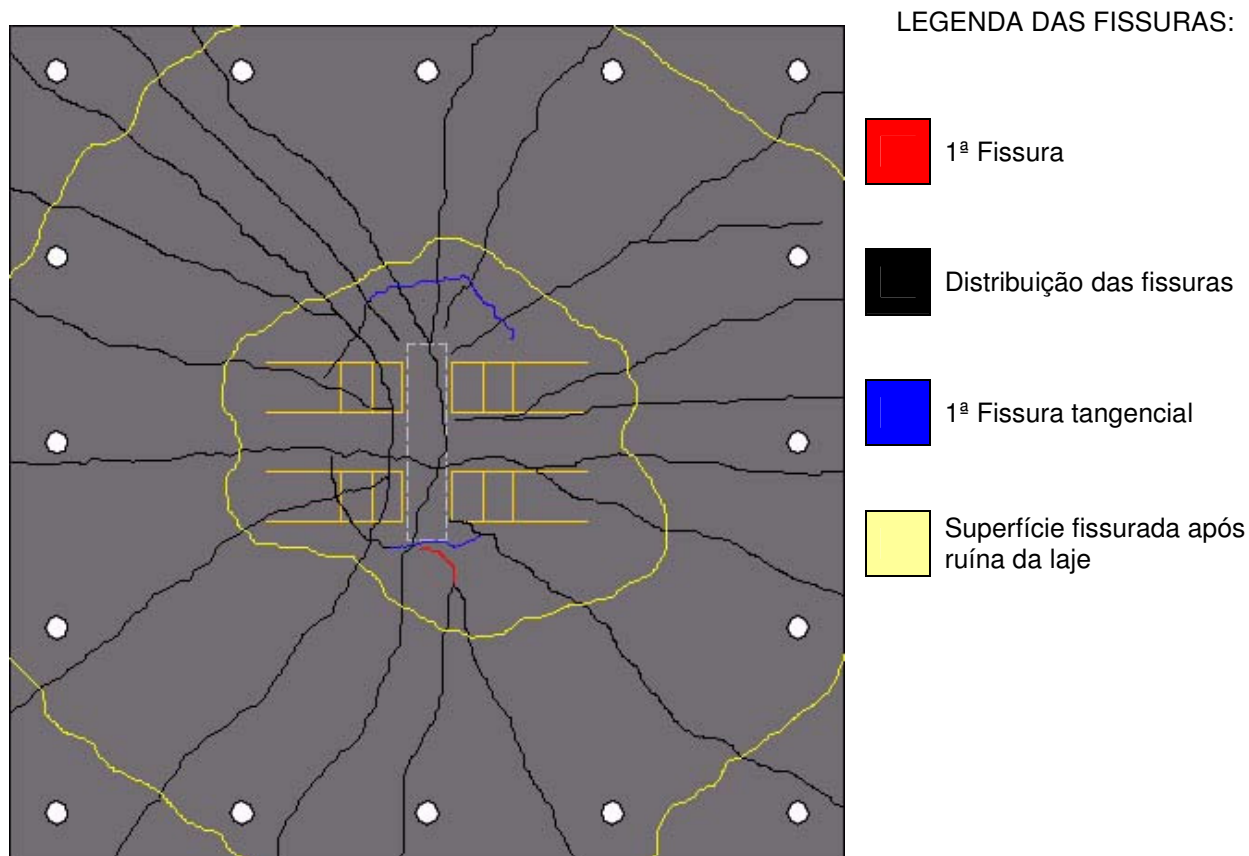 LEGENDA DAS FISSURAS:
1ª Fissura
Distribuição das fissuras
1ª Fissura tangencial
Superfície fissurada após
ruína da laje